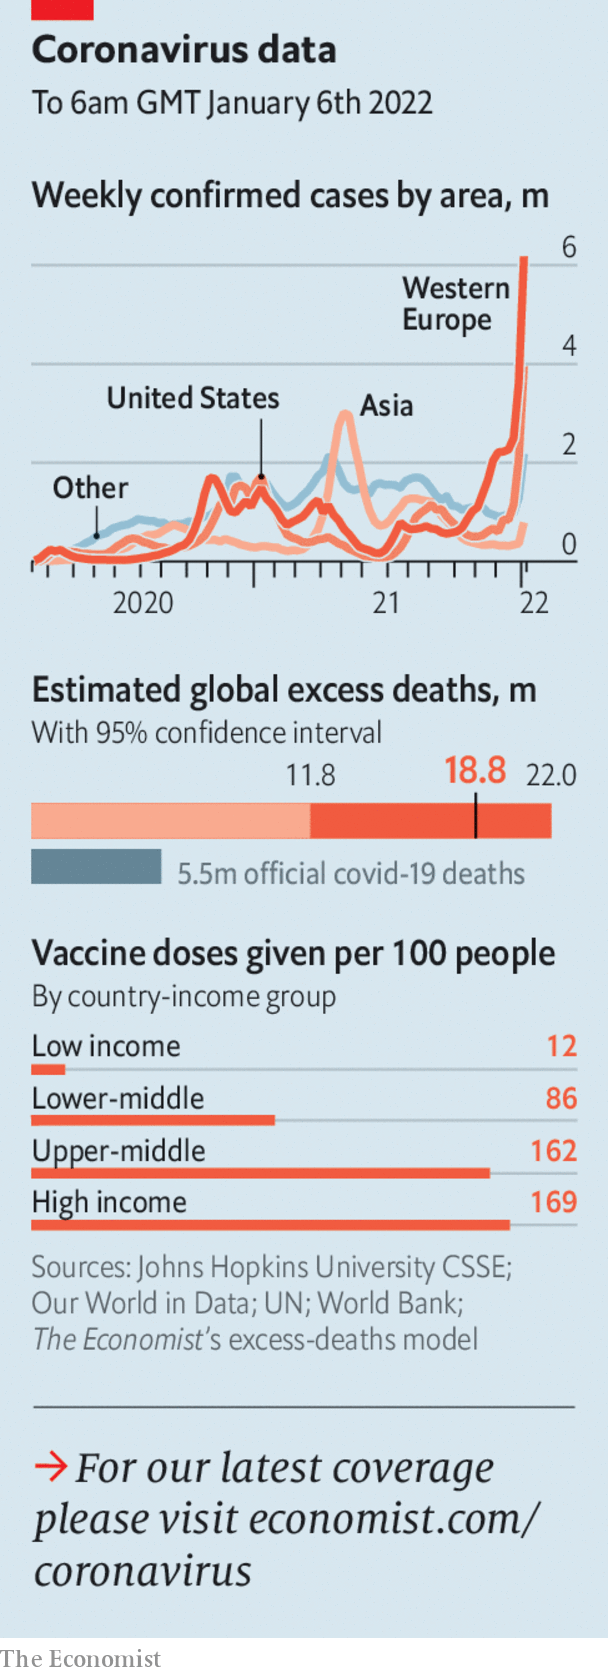 Coronavirus data
To 6am GMT January 6th 2022
Weekly confirmed cases by area, m
6
Western
Europe
4
United States
Asia
2
Other
0
2020
21
22
Estimated global excess deaths, m
With 95% confidence interval
11.8
18.8
22.0
5.5m official covid-19 deaths
Vaccine doses given per 100 people
By country-income group
Low income 12
Lower-middle 86
Upper-middle 162
High income 169
Sources: Johns Hopkins University CSSE;
Our World in Data; UN; World Bank;
The Economist's excess-deaths model
→ For our latest coverage
please visit economist.com/
coronavirus
The Economist